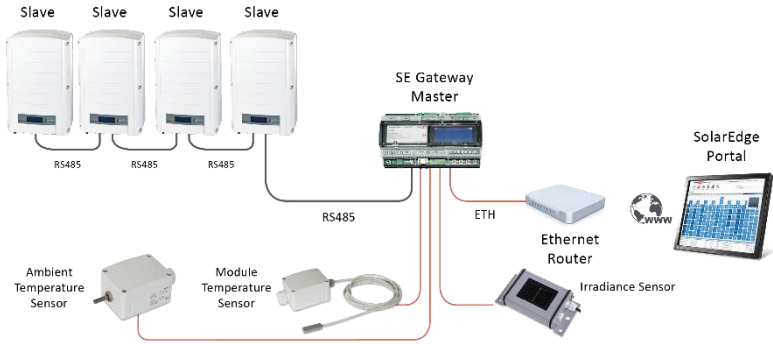 Slave Slave Slave Slave
SE Gateway
Master
SolarEdge
Portal
RS485 RS485 RS485
RS485
ETH
WWW
Ethernet
Router
Ambient
Temperature
Sensor
Module
Temperature
Sensor
Irradiance Sensor